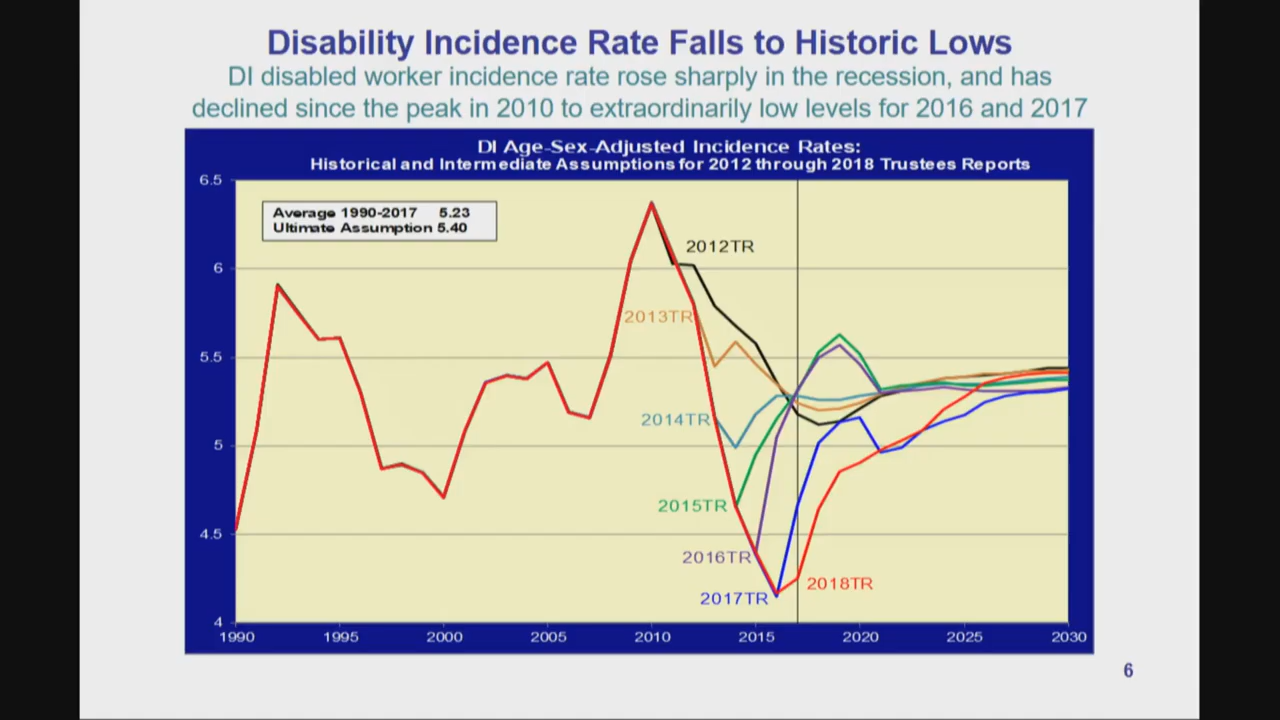 Disability Incidence Rate Falls to Historic Lows
DI disabled worker incidence rate rose sharply in the recession, and has
declined since the peak in 2010 to extraordinarily low levels for 2016 and 2017
DI Age-Sex-Adjusted Incidence Rates:
Historical and Intermediate Assumptions for 2012 through 2018 Trustees Reports
6.5
Average 1990-2017 5.23
Ultimate Assumption 5.40
2012TR
6
2013TR
5.5
2014TR
5
2015TR
4.5
2016TR
2018TR
2017TR
4
1990 1995 2000 2005 2010 2015 2020 2025 2030
6